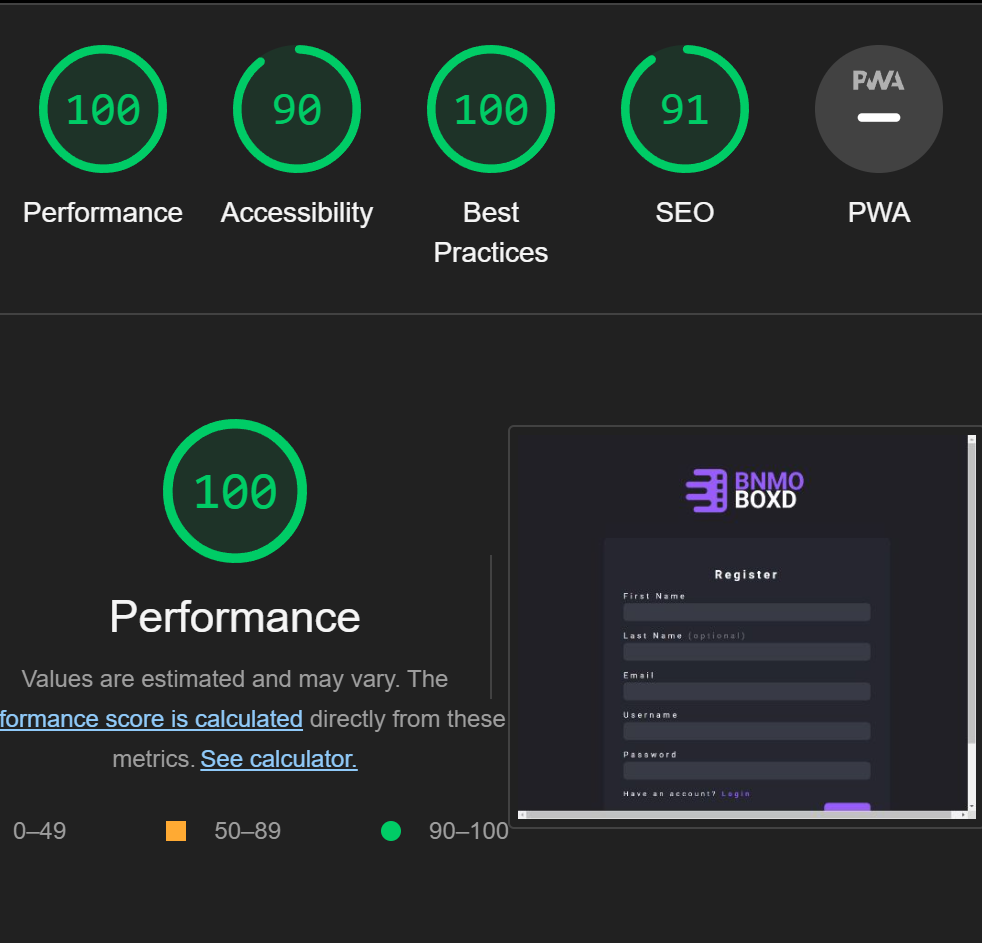 100
90
100
91
PWA
Performance
Accessibility
Best
Practices
SEO
PWA
100
Performance
Values are estimated and may vary. The
formance score is calculated directly from these
metrics. See calculator.
0–49
50–89
90–100
BNMO
BOXD
Register
First Name
Last Name (optional)
Email
Username
Password
Have an account? Login